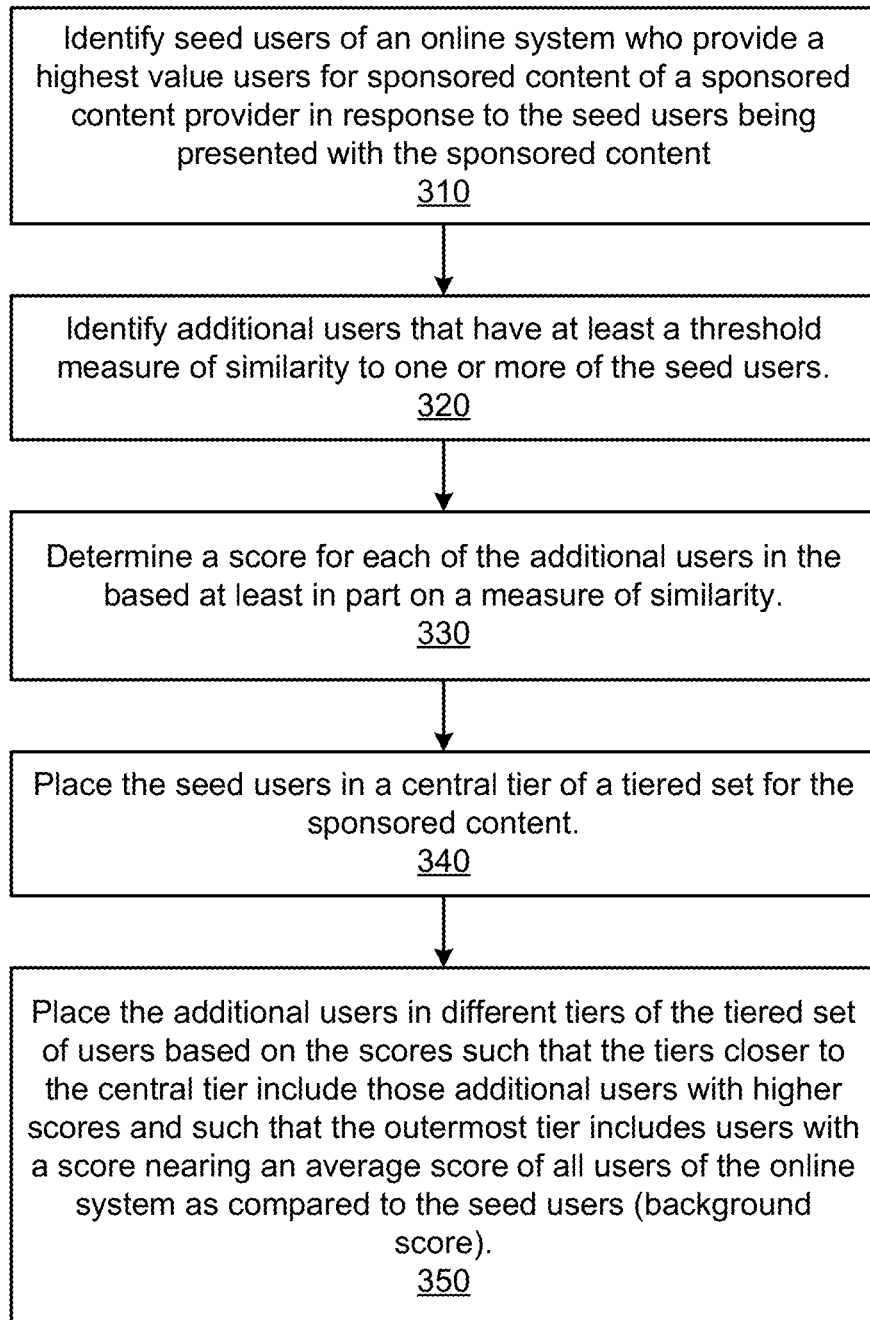 Identify seed users of an online system who provide a
highest value users for sponsored content of a sponsored
content provider in response to the seed users being
presented with the sponsored content
310
Identify additional users that have at least a threshold
measure of similarity to one or more of the seed users.
320
Determine a score for each of the additional users in the
based at least in part on a measure of similarity.
330
Place the seed users in a central tier of a tiered set for the
sponsored content.
340
Place the additional users in different tiers of the tiered set
of users based on the scores such that the tiers closer to
the central tier include those additional users with higher
scores and such that the outermost tier includes users with
a score nearing an average score of all users of the online
system as compared to the seed users (background
score).
350